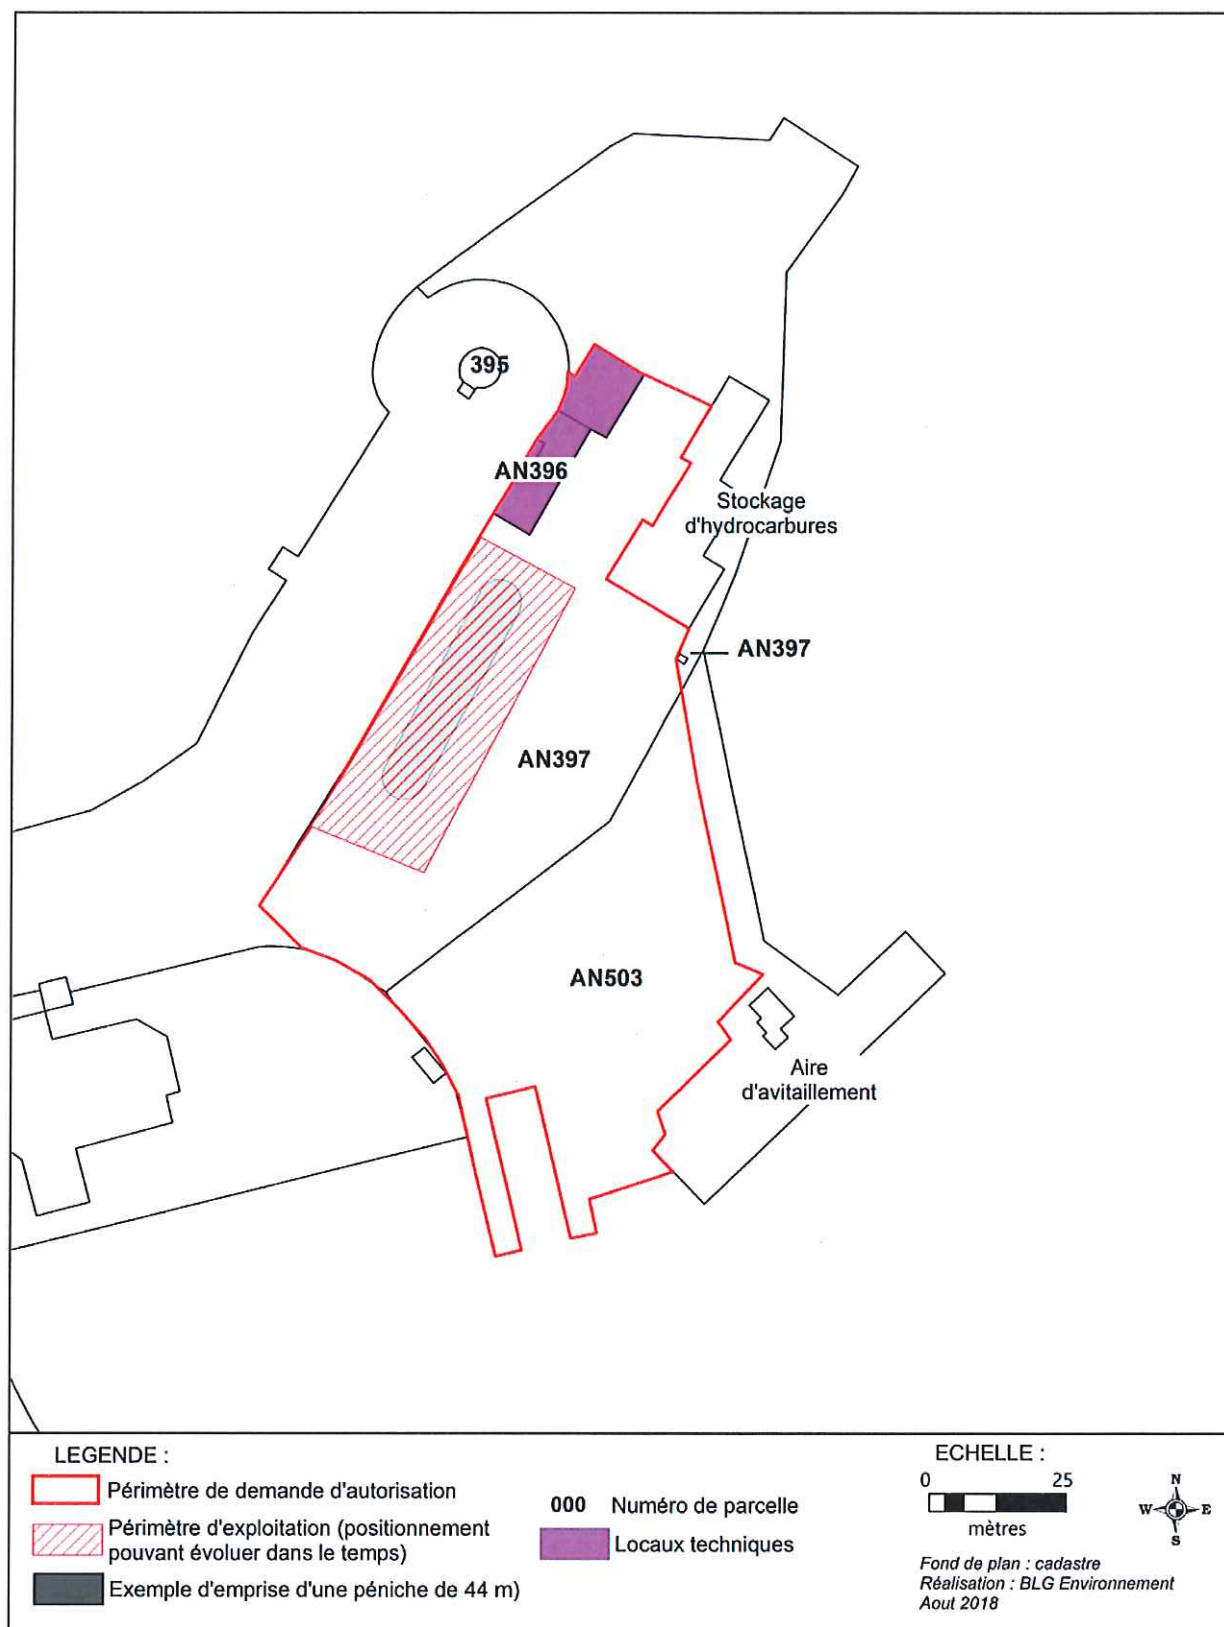 395
AN396
Stockage
d'hydrocarbures
AN397
AN397
AN503
Aire
d'avitaillement
LEGENDE :
Périmètre de demande d'autorisation
Périmètre d'exploitation (positionnement
pouvant évoluer dans le temps)
Exemple d'emprise d'une péniche de 44 m)
000 Numéro de parcelle
Locaux techniques
ECHELLE :
0 25
mètres
N
W E
S
Fond de plan : cadastre
Réalisation : BLG Environnement
Aout 2018